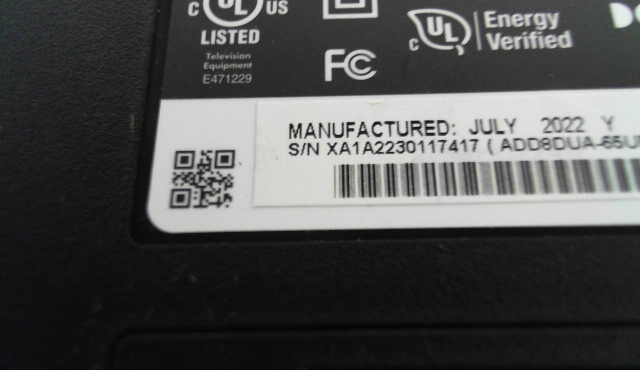 C UL US
LISTED
Television
Equipment
E471229
FC
C UL Energy
Verified
MANUFACTURED: JULY 2022 Y
S/N XA1A2230117417 ( ADD8DUA-65U